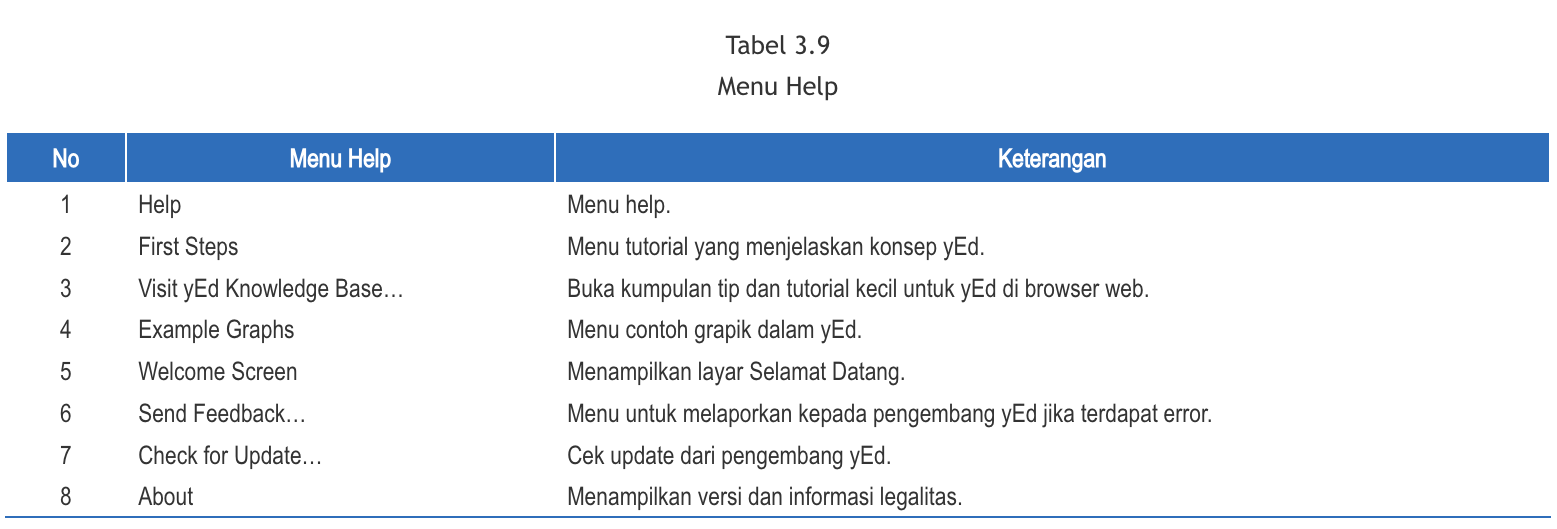 Tabel 3.9
Menu Help
No Menu Help Keterangan
1 Help Menu help.
2 First Steps Menu tutorial yang menjelaskan konsep yEd.
3 Visit yEd Knowledge Base… Buka kumpulan tip dan tutorial kecil untuk yEd di browser web.
4 Example Graphs Menu contoh grapik dalam yEd.
5 Welcome Screen Menampilkan layar Selamat Datang.
6 Send Feedback… Menu untuk melaporkan kepada pengembang yEd jika terdapat error.
7 Check for Update… Cek update dari pengembang yEd.
8 About Menampilkan versi dan informasi legalitas.